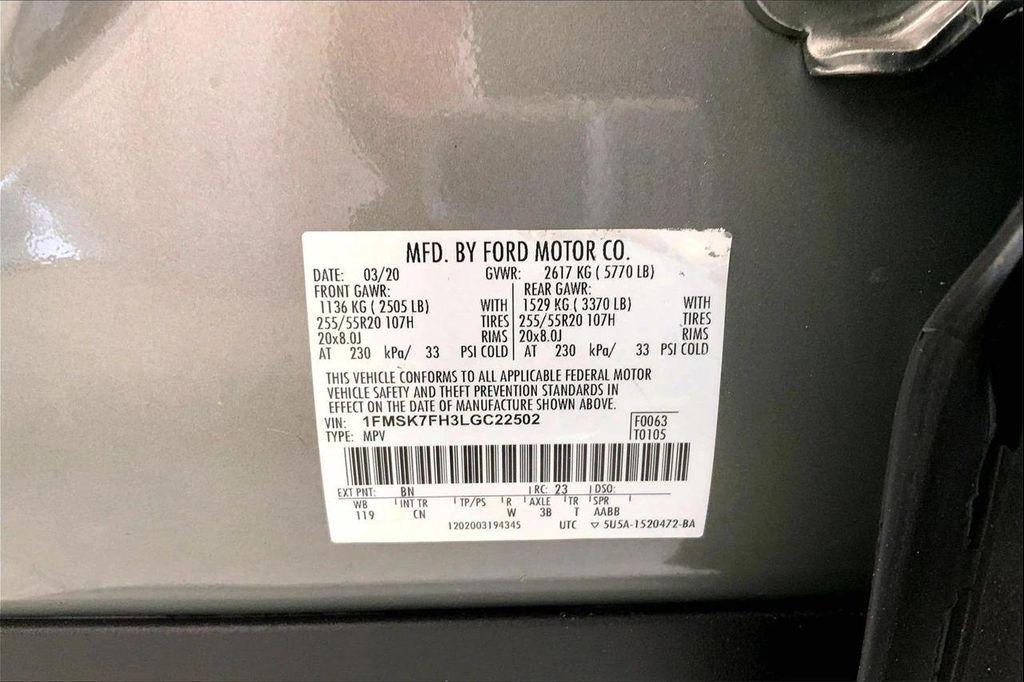 MFD. BY FORD MOTOR CO.
DATE: 03/20 GVWR: 2617 KG ( 5770 LB)
FRONT GAWR: REAR GAWR:
1136 KG ( 2505 LB) WITH 1529 KG ( 3370 LB) WITH
255/55R20 107H TIRES 255/55R20 107H TIRES
20x8.0J RIMS 20x8.0J RIMS
AT 230 kPa/ 33 PSI COLD AT 230 kPa/ 33 PSI COLD
THIS VEHICLE CONFORMS TO ALL APPLICABLE FEDERAL MOTOR
VEHICLE SAFETY AND THEFT PREVENTION STANDARDS IN
EFFECT ON THE DATE OF MANUFACTURE SHOWN ABOVE.
VIN: 1FMSK7FH3LGC22502 F0063
TYPE: MPV T0105
EXT PNT: BN RC: 23 DSO:
WB INT TR TP/PS R AXLE TR SPR
119 CN W 3B T AABB
1202003194345 UTC ▽ 5U5A-1520472-BA